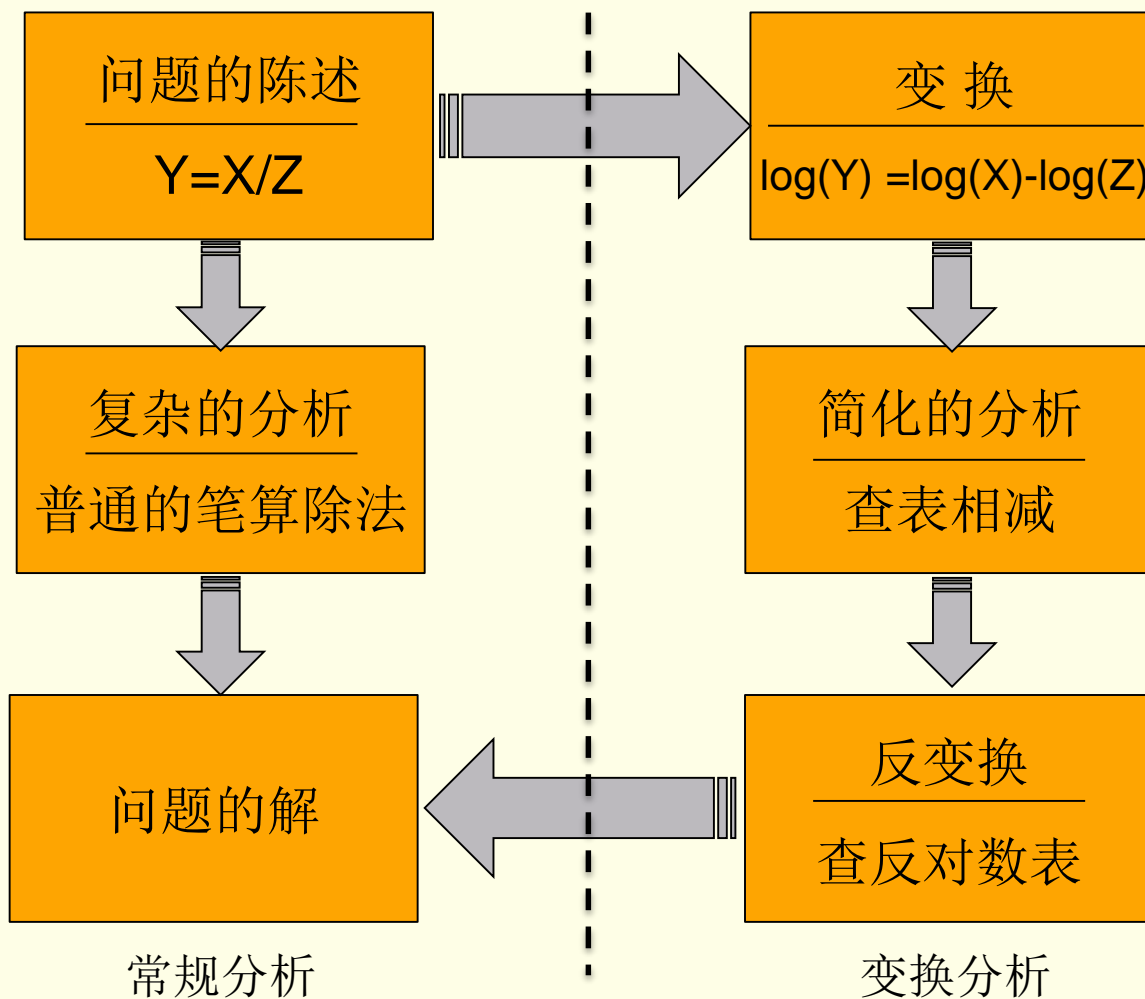 问题的陈述
Y=X/Z
变 换
log(Y) =log(X)-log(Z)
复杂的分析
普通的笔算除法
简化的分析
查表相减
问题的解
反变换
查反对数表
常规分析
变换分析